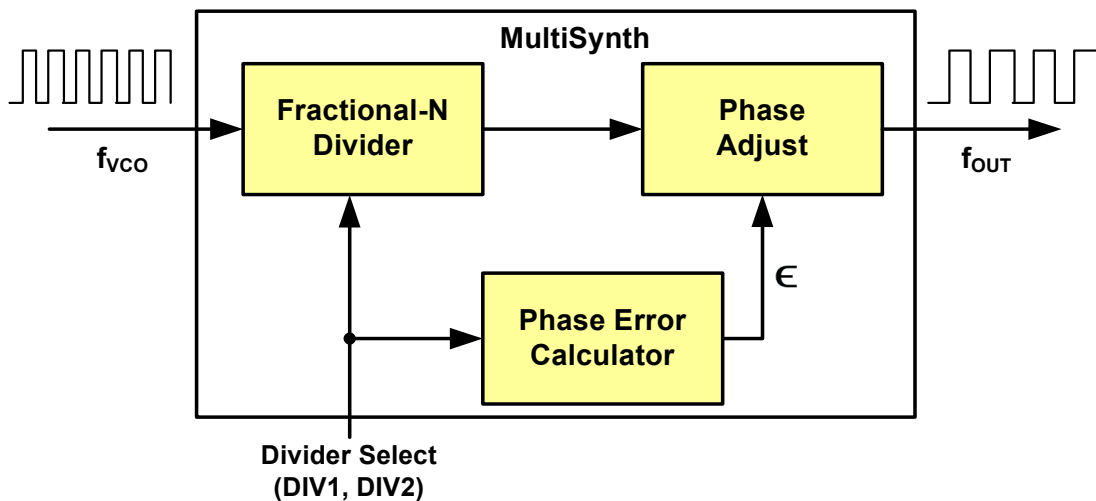 MultiSynth
Fractional-N
Divider
Phase
Adjust
fVCO
fOUT
Phase Error
Calculator
ϵ
Divider Select
(DIV1, DIV2)